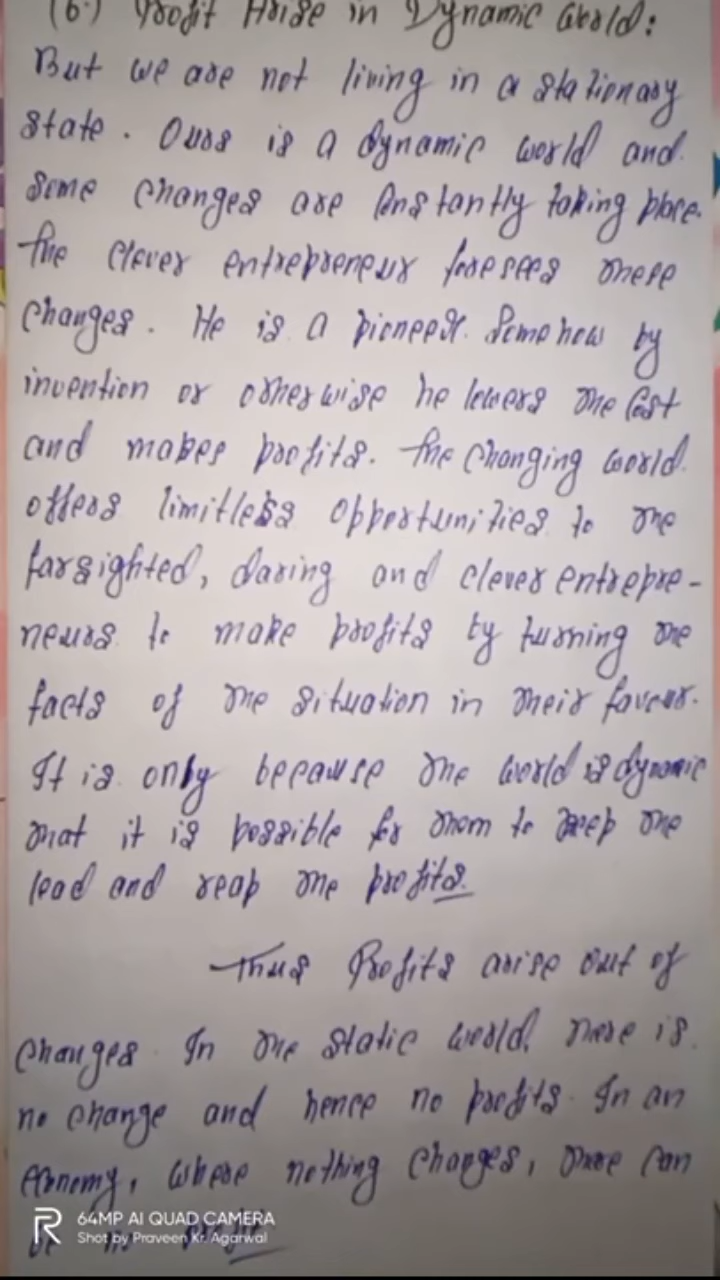 (6.) Profit Arise in Dynamic World:
But we are not living in a stationary
state. Ours is a dynamic world and
some changes are Constantly taking place.
The clever entrepreneur foresees these
changes. He is a pioneer. Somehow by
invention or otherwise he lowers the Cost
and makes profits. The changing world
offers limitless opportunities to the
farsighted, daring and clever entrepre-
neurs to make profits by turning the
facts of the situation in their favour.
It is only because the world is dynamic
that it is possible for them to keep the
lead and reap the profits.
Thus Profits arise out of
changes. In the static world, there is
no change and hence no profits. In an
Economy, where nothing changes, there can
be no profit
64MP AI QUAD CAMERA
Shot by Praveen Kr. Agarwal